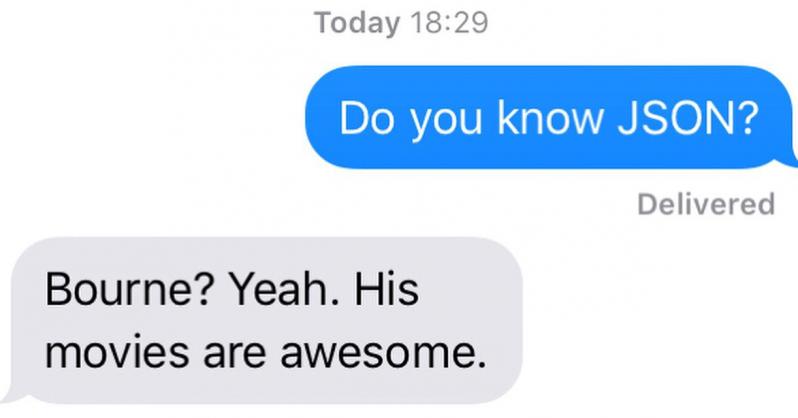 Today 18:29
Do you know JSON?
Delivered
Bourne? Yeah. His
movies are awesome.